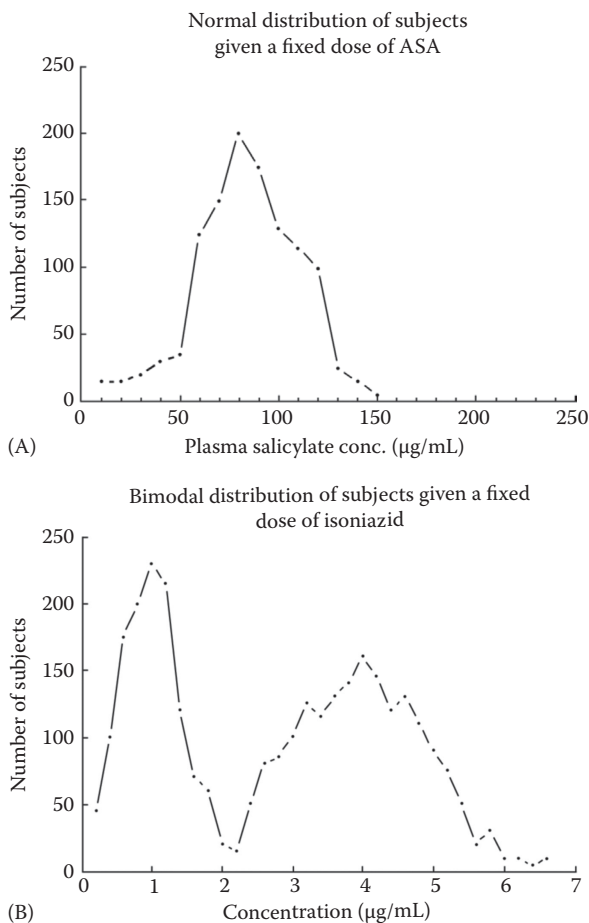 Normal distribution of subjects
given a fixed dose of ASA
250
200
150
100
50
0
Number of subjects
0 50 100 150 200 250
(A)
Plasma salicylate conc. (µg/mL)
Bimodal distribution of subjects given a fixed
dose of isoniazid
250
200
150
100
50
0
Number of subjects
0 1 2 3 4 5 6 7
(B)
Concentration (µg/mL)